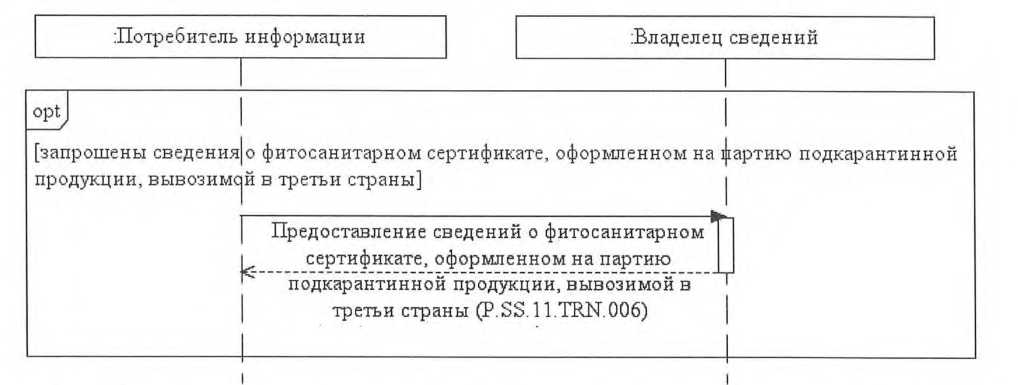 :Потребитель информации
:Владелец сведений
opt
[запрошены сведения о фитосанитарном сертификате, оформленном на партию подкарантинной
продукции, вывозимой в третьи страны]
Предоставление сведений о фитосанитарном
сертификате, оформленном на партию
подкарантинной продукции, вывозимой в
третьи страны (P.SS.11.TRN.006)